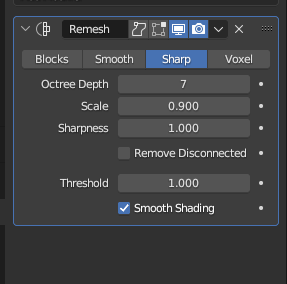 Remesh
Blocks Smooth Sharp Voxel
Octree Depth 7
Scale 0.900
Sharpness 1.000
Remove Disconnected
Threshold 1.000
Smooth Shading